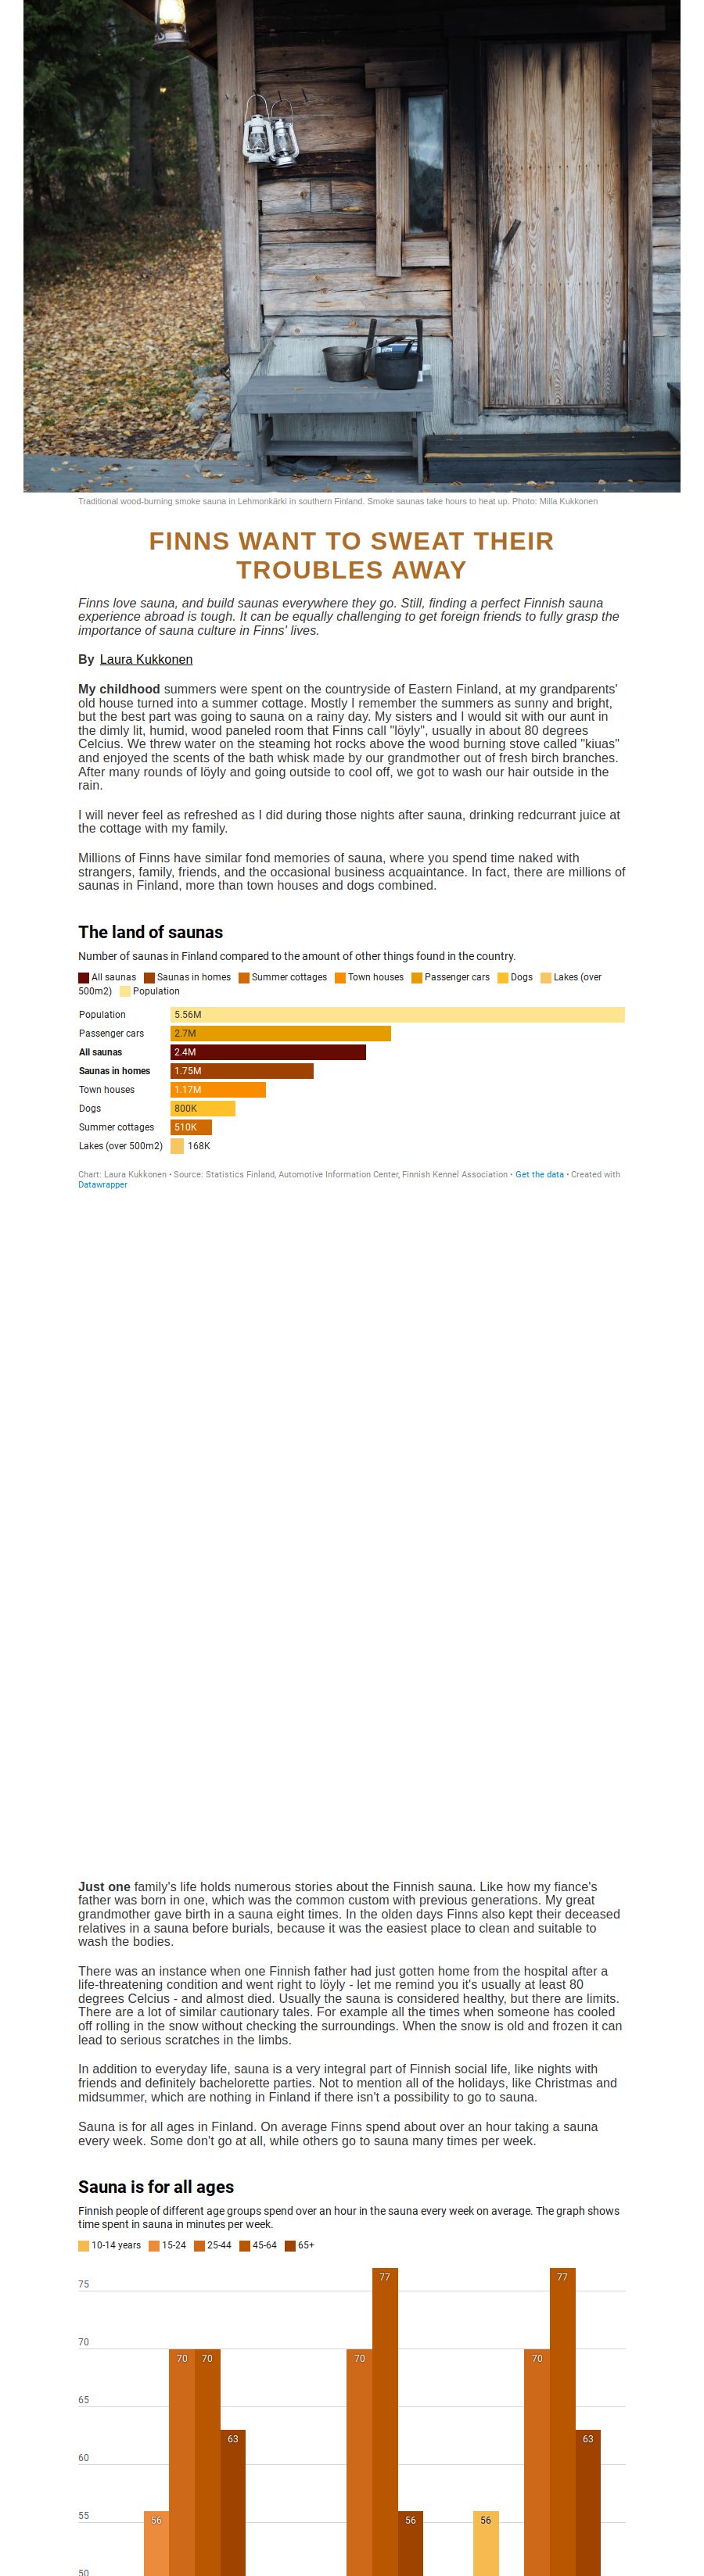 Traditional wood-burning smoke sauna in Lehmonkärki in southern Finland. Smoke saunas take hours to heat up. Photo: Milla Kukkonen
FINNS WANT TO SWEAT THEIR
TROUBLES AWAY
Finns love sauna, and build saunas everywhere they go. Still, finding a perfect Finnish sauna
experience abroad is tough. It can be equally challenging to get foreign friends to fully grasp the
importance of sauna culture in Finns' lives.
By Laura Kukkonen
My childhood summers were spent on the countryside of Eastern Finland, at my grandparents'
old house turned into a summer cottage. Mostly I remember the summers as sunny and bright,
but the best part was going to sauna on a rainy day. My sisters and I would sit with our aunt in
the dimly lit, humid, wood paneled room that Finns call "löyly", usually in about 80 degrees
Celcius. We threw water on the steaming hot rocks above the wood burning stove called "kiuas"
and enjoyed the scents of the bath whisk made by our grandmother out of fresh birch branches.
After many rounds of löyly and going outside to cool off, we got to wash our hair outside in the
rain.
I will never feel as refreshed as I did during those nights after sauna, drinking redcurrant juice at
the cottage with my family.
Millions of Finns have similar fond memories of sauna, where you spend time naked with
strangers, family, friends, and the occasional business acquaintance. In fact, there are millions of
saunas in Finland, more than town houses and dogs combined.
The land of saunas
Number of saunas in Finland compared to the amount of other things found in the country.
All saunas Saunas in homes Summer cottages Town houses Passenger cars Dogs Lakes (over
500m2) Population
Population 5.56M
Passenger cars 2.7M
All saunas 2.4M
Saunas in homes 1.75M
Town houses 1.17M
Dogs 800K
Summer cottages 510K
Lakes (over 500m2) 168K
Chart: Laura Kukkonen • Source: Statistics Finland, Automotive Information Center, Finnish Kennel Association • Get the data • Created with
Datawrapper
Just one family's life holds numerous stories about the Finnish sauna. Like how my fiance's
father was born in one, which was the common custom with previous generations. My great
grandmother gave birth in a sauna eight times. In the olden days Finns also kept their deceased
relatives in a sauna before burials, because it was the easiest place to clean and suitable to
wash the bodies.
There was an instance when one Finnish father had just gotten home from the hospital after a
life-threatening condition and went right to löyly - let me remind you it's usually at least 80
degrees Celcius - and almost died. Usually the sauna is considered healthy, but there are limits.
There are a lot of similar cautionary tales. For example all the times when someone has cooled
off rolling in the snow without checking the surroundings. When the snow is old and frozen it can
lead to serious scratches in the limbs.
In addition to everyday life, sauna is a very integral part of Finnish social life, like nights with
friends and definitely bachelorette parties. Not to mention all of the holidays, like Christmas and
midsummer, which are nothing in Finland if there isn't a possibility to go to sauna.
Sauna is for all ages in Finland. On average Finns spend about over an hour taking a sauna
every week. Some don't go at all, while others go to sauna many times per week.
Sauna is for all ages
Finnish people of different age groups spend over an hour in the sauna every week on average. The graph shows
time spent in sauna in minutes per week.
10-14 years 15-24 25-44 45-64 65+
77 77
75
70
70 70 70 70
65
63 63
60
55
56 56 56
50